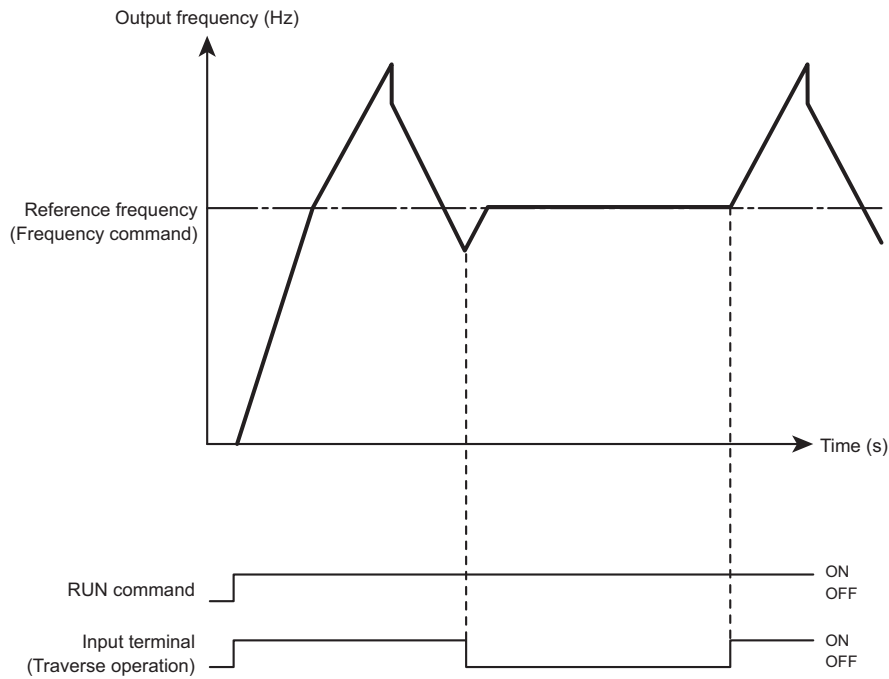 Output frequency (Hz)
Reference frequency
(Frequency command)
Time (s)
RUN command
ON
OFF
Input terminal
(Traverse operation)
ON
OFF